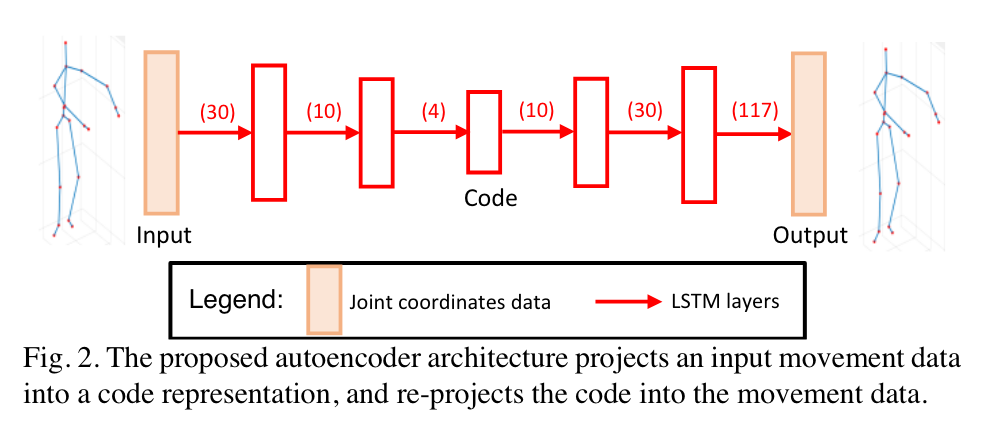 (30) (10) (4) (10) (30) (117)
Code
Input Output
Legend: Joint coordinates data LSTM layers
Fig. 2. The proposed autoencoder architecture projects an input movement data
into a code representation, and re-projects the code into the movement data.